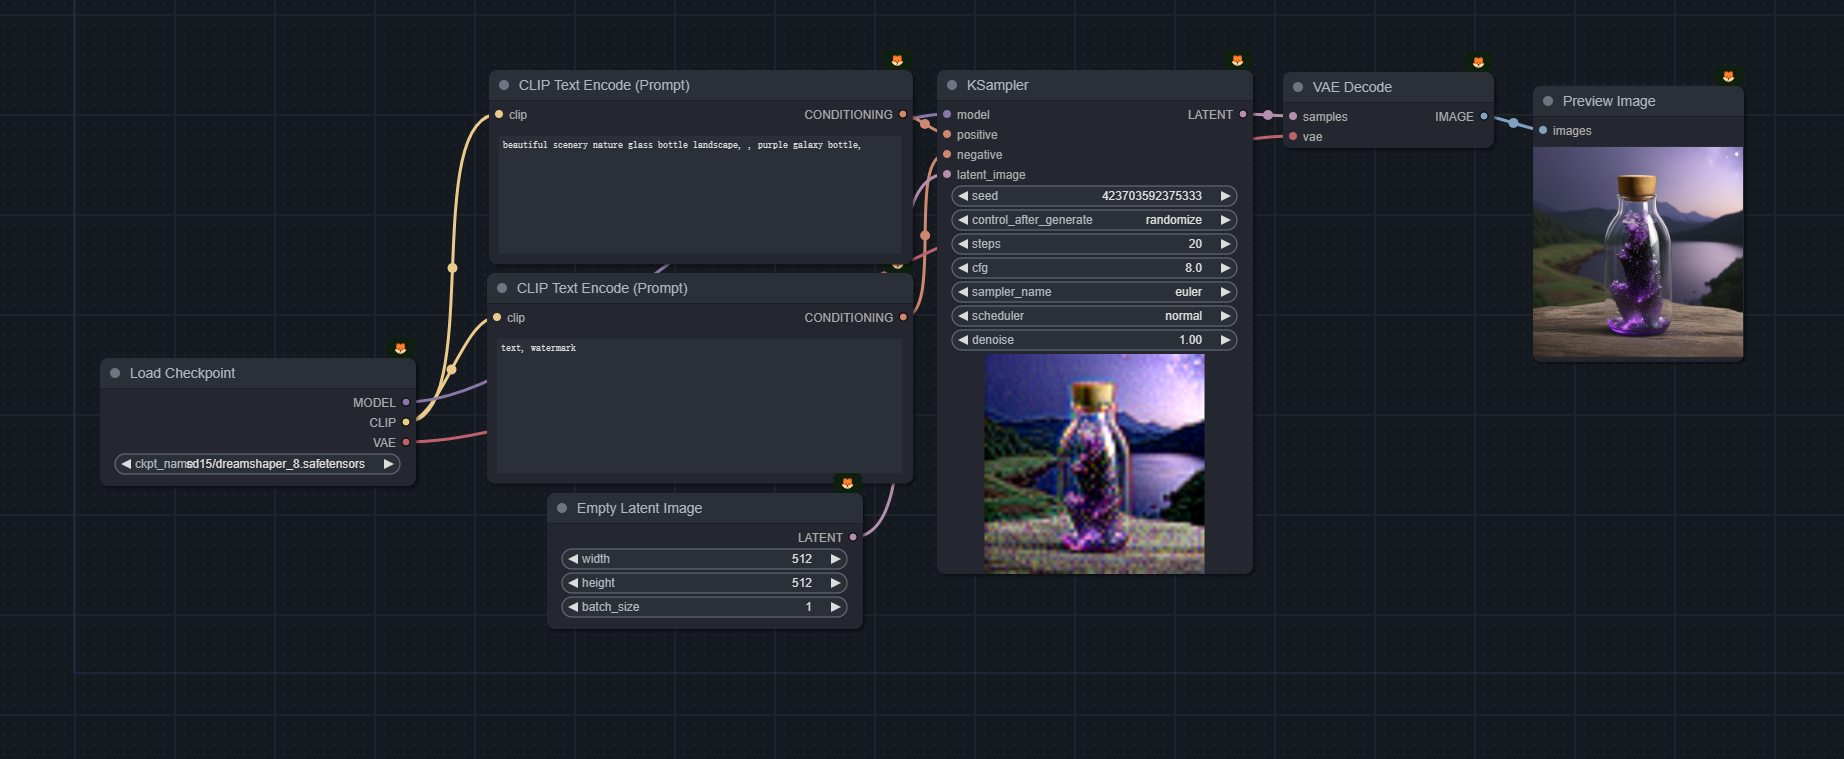 Load Checkpoint
MODEL
CLIP
VAE
ckpt_name sd15/dreamshaper_8.safetensors
CLIP Text Encode (Prompt)
clip CONDITIONING
beautiful scenery nature glass bottle landscape, , purple galaxy bottle,
CLIP Text Encode (Prompt)
clip CONDITIONING
text, watermark
Empty Latent Image
LATENT
width 512
height 512
batch_size 1
KSampler
model LATENT
positive
negative
latent_image
seed 423703592375333
control_after_generate randomize
steps 20
cfg 8.0
sampler_name euler
scheduler normal
denoise 1.00
VAE Decode
samples IMAGE
vae
Preview Image
images